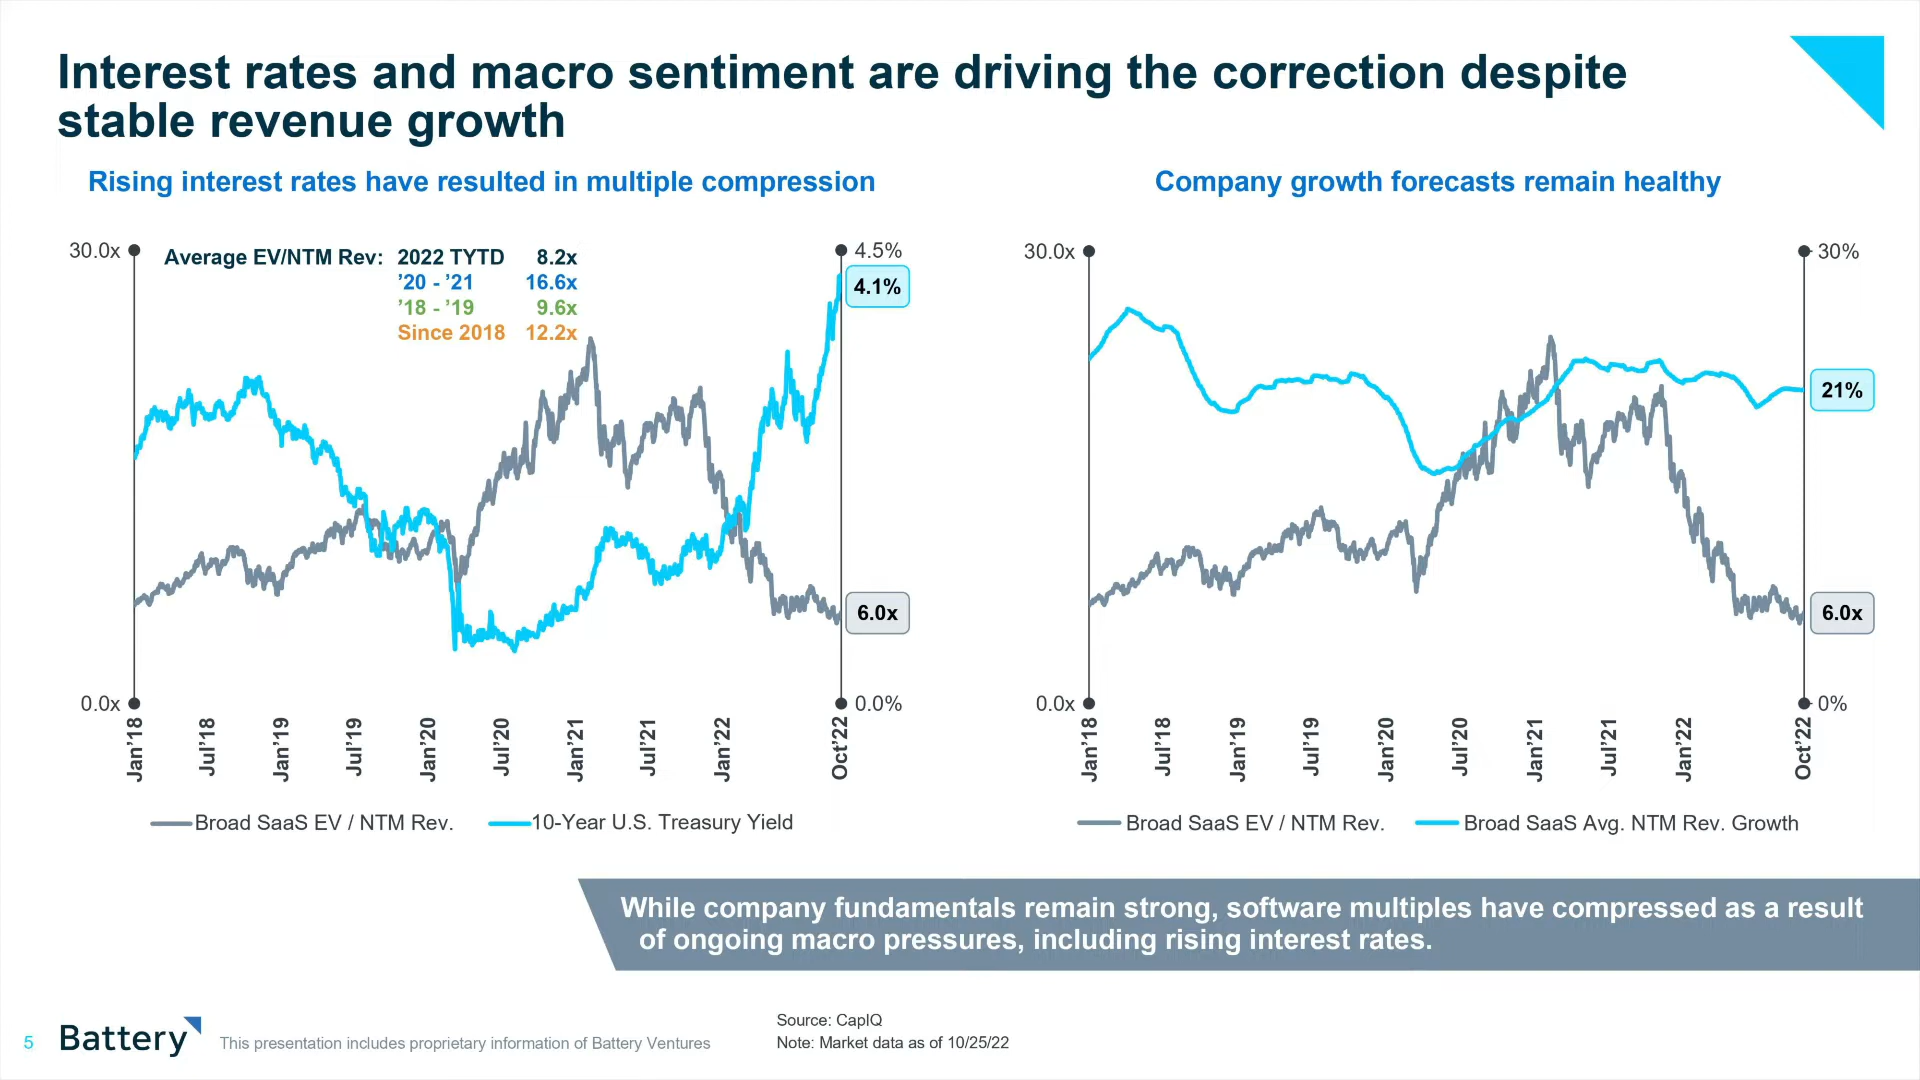 Interest rates and macro sentiment are driving the correction despite
stable revenue growth
Rising interest rates have resulted in multiple compression
30.0x
Average EV/NTM Rev: 2022 TYTD 8.2x
’20 - ’21 16.6x
’18 - ’19 9.6x
Since 2018 12.2x
4.5%
4.1%
6.0x
0.0x
0.0%
Jan’18
Jul’18
Jan’19
Jul’19
Jan’20
Jul’20
Jan’21
Jul’21
Jan’22
Oct’22
Broad SaaS EV / NTM Rev.
10-Year U.S. Treasury Yield
Company growth forecasts remain healthy
30.0x
30%
21%
6.0x
0.0x
0%
Jan’18
Jul’18
Jan’19
Jul’19
Jan’20
Jul’20
Jan’21
Jul’21
Jan’22
Oct’22
Broad SaaS EV / NTM Rev.
Broad SaaS Avg. NTM Rev. Growth
While company fundamentals remain strong, software multiples have compressed as a result
of ongoing macro pressures, including rising interest rates.
5
Battery
This presentation includes proprietary information of Battery Ventures
Source: CapIQ
Note: Market data as of 10/25/22